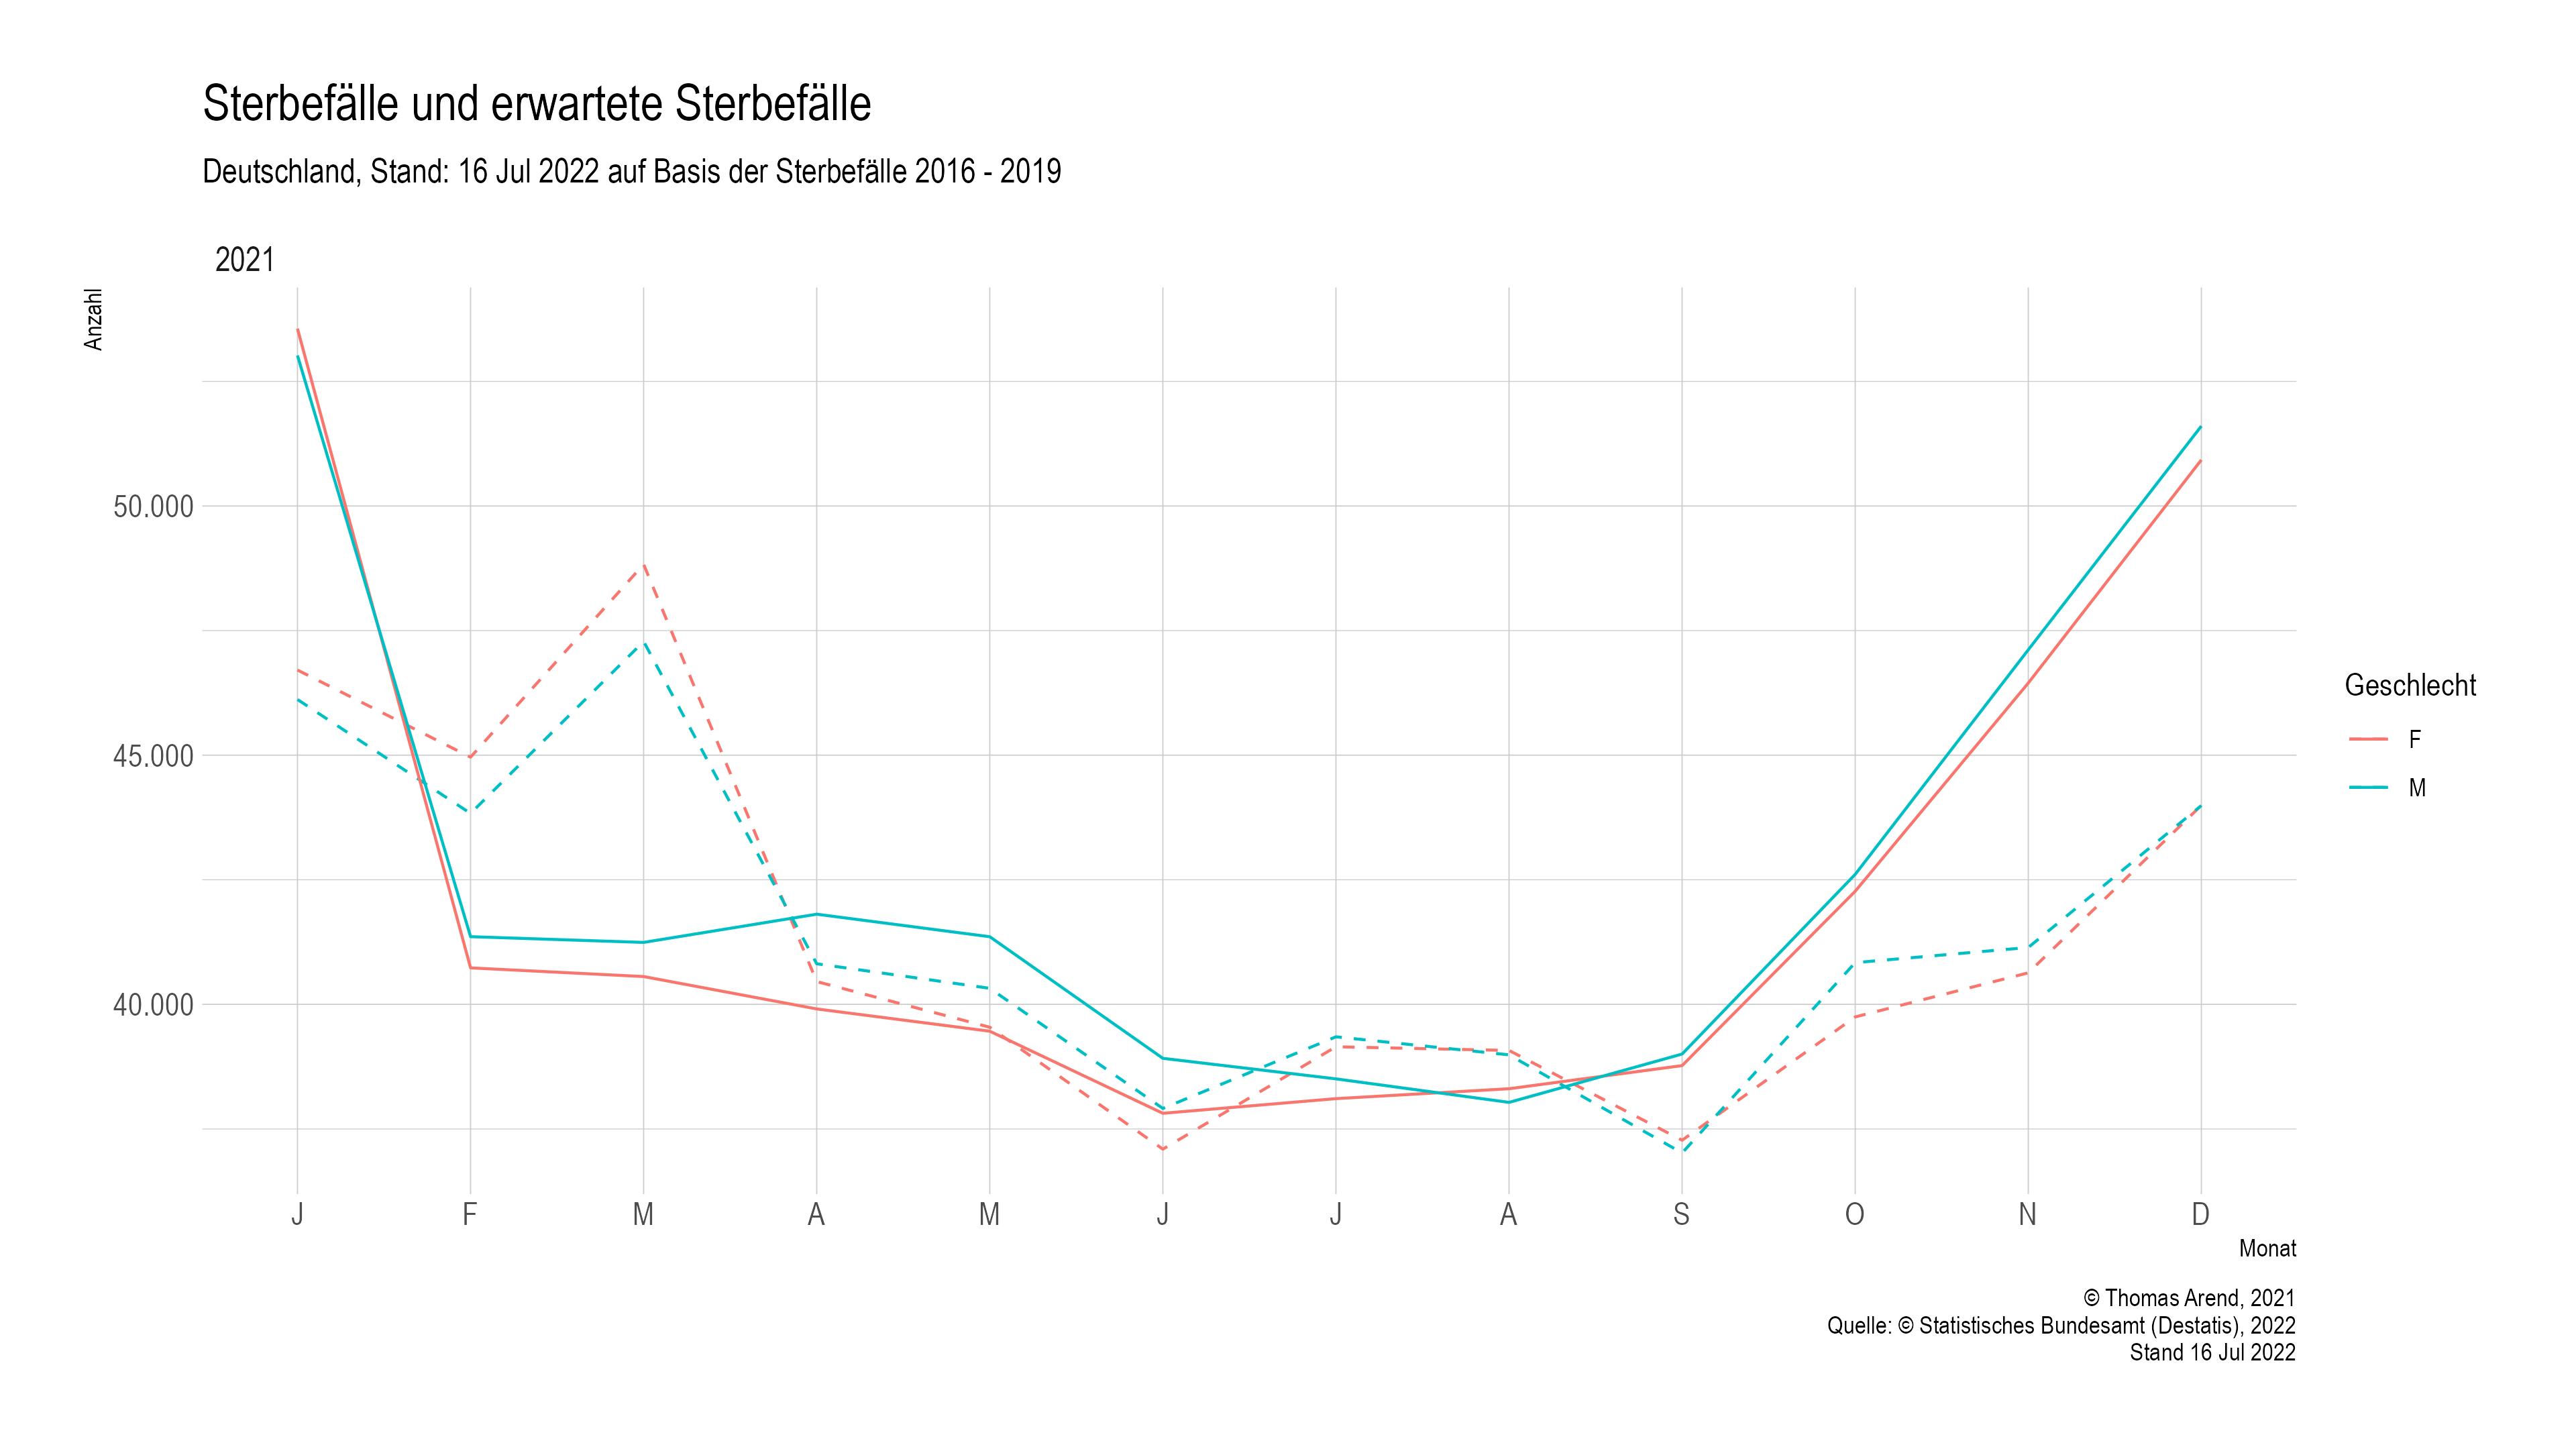 Sterbefälle und erwartete Sterbefälle
Deutschland, Stand: 16 Jul 2022 auf Basis der Sterbefälle 2016 - 2019
2021
Anzahl
50.000
45.000
40.000
J F M A M J J A S O N D
Monat
Geschlecht
F
M
© Thomas Arend, 2021
Quelle: © Statistisches Bundesamt (Destatis), 2022
Stand 16 Jul 2022